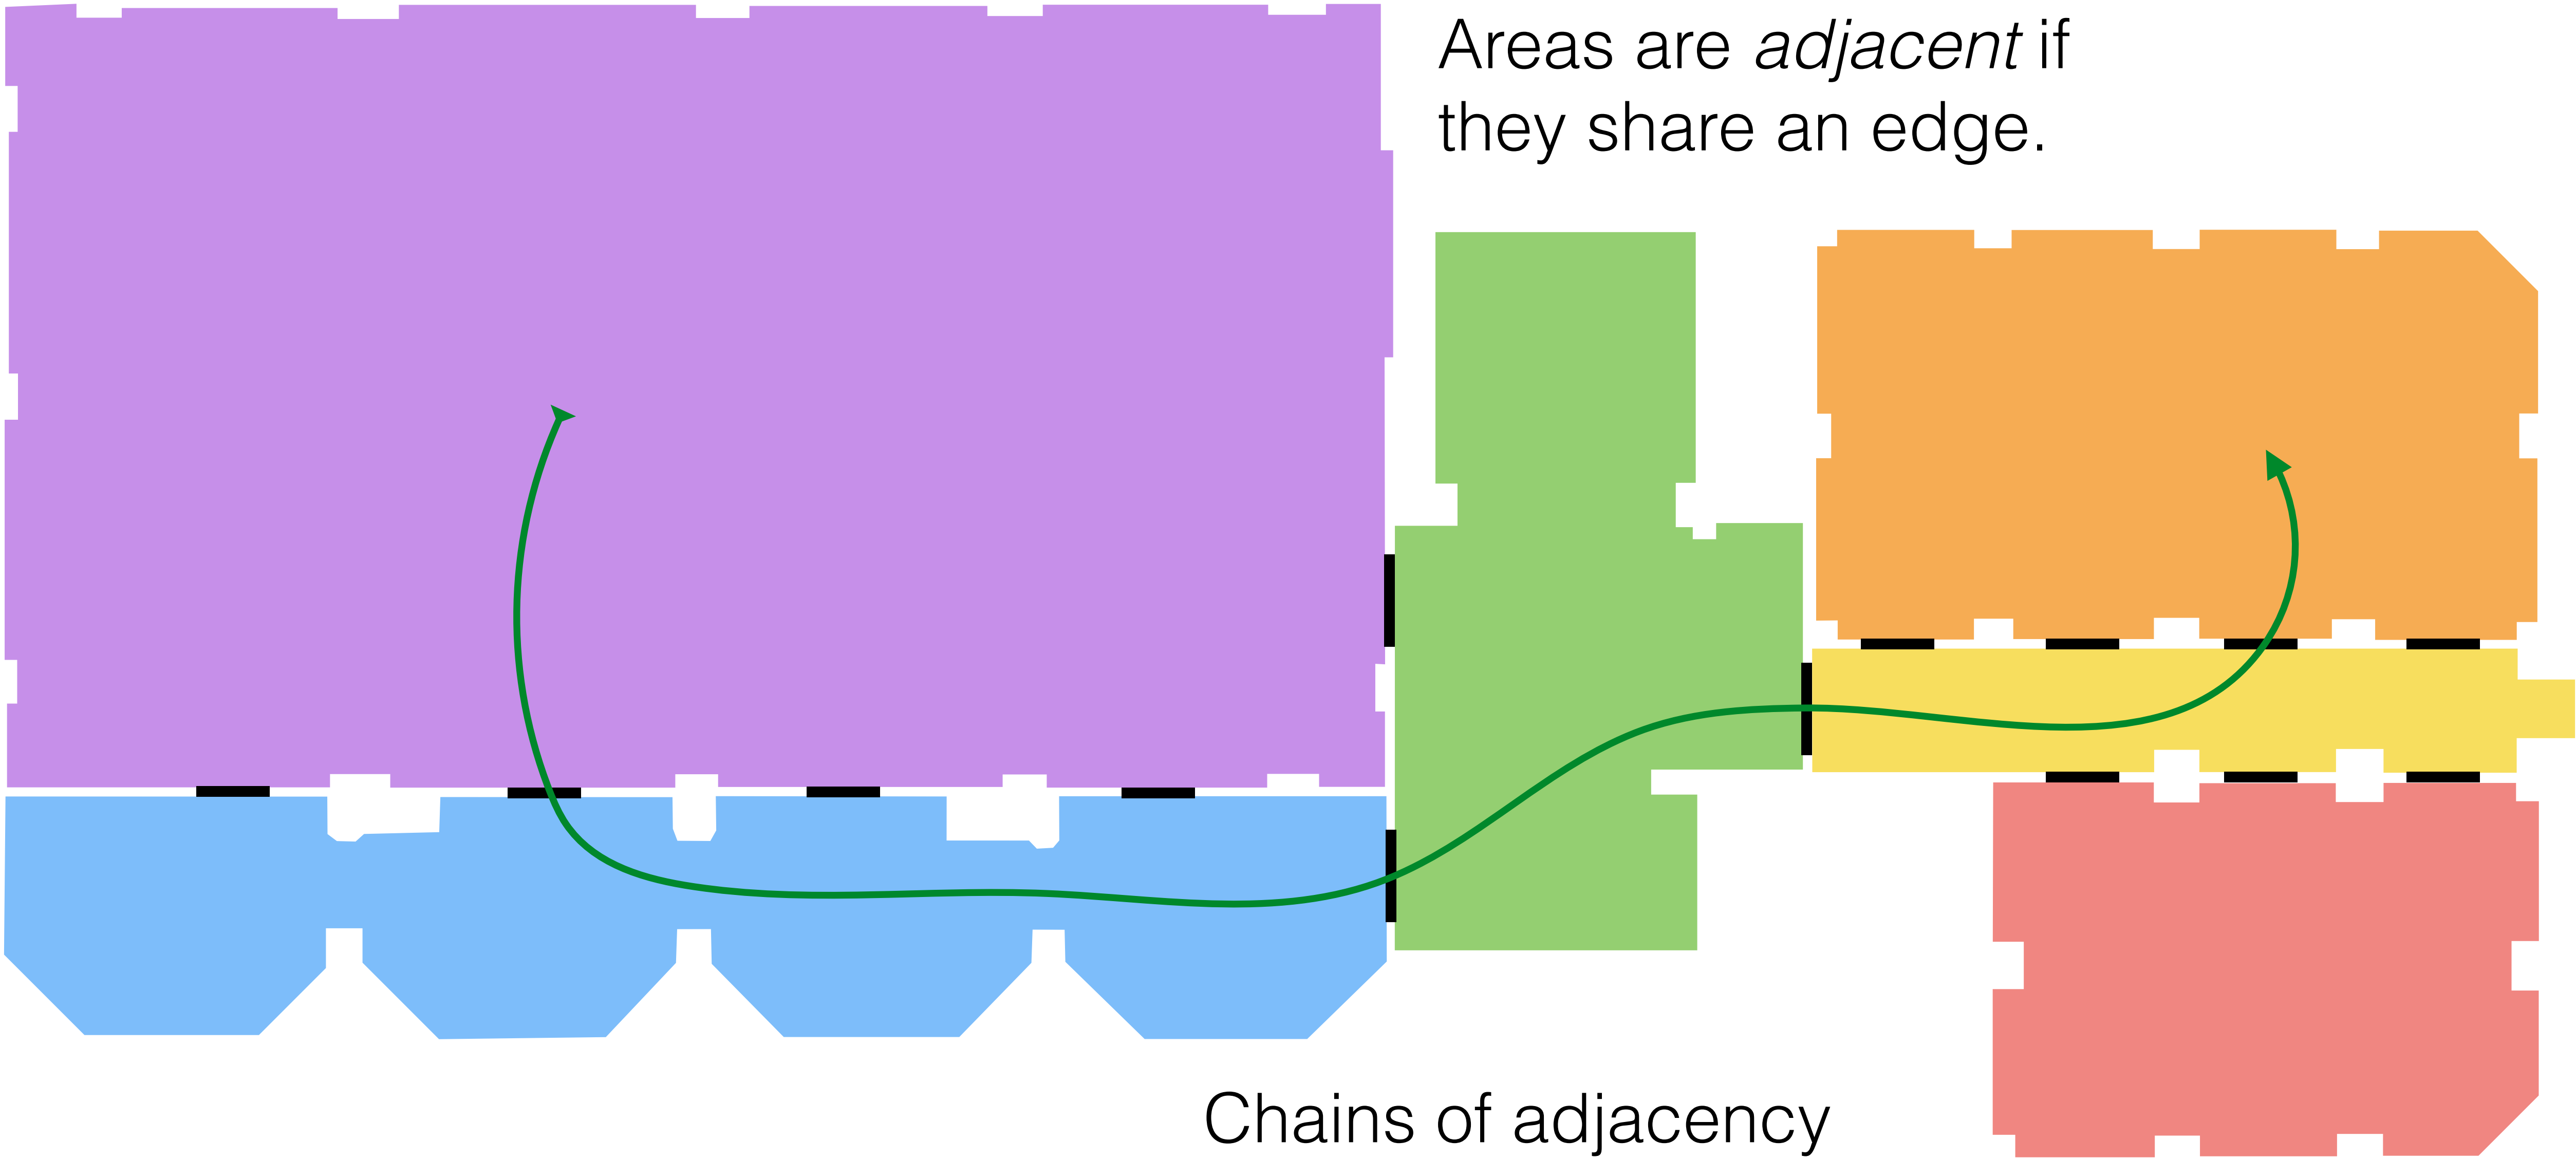 Areas are adjacent if
they share an edge.
Chains of adjacency